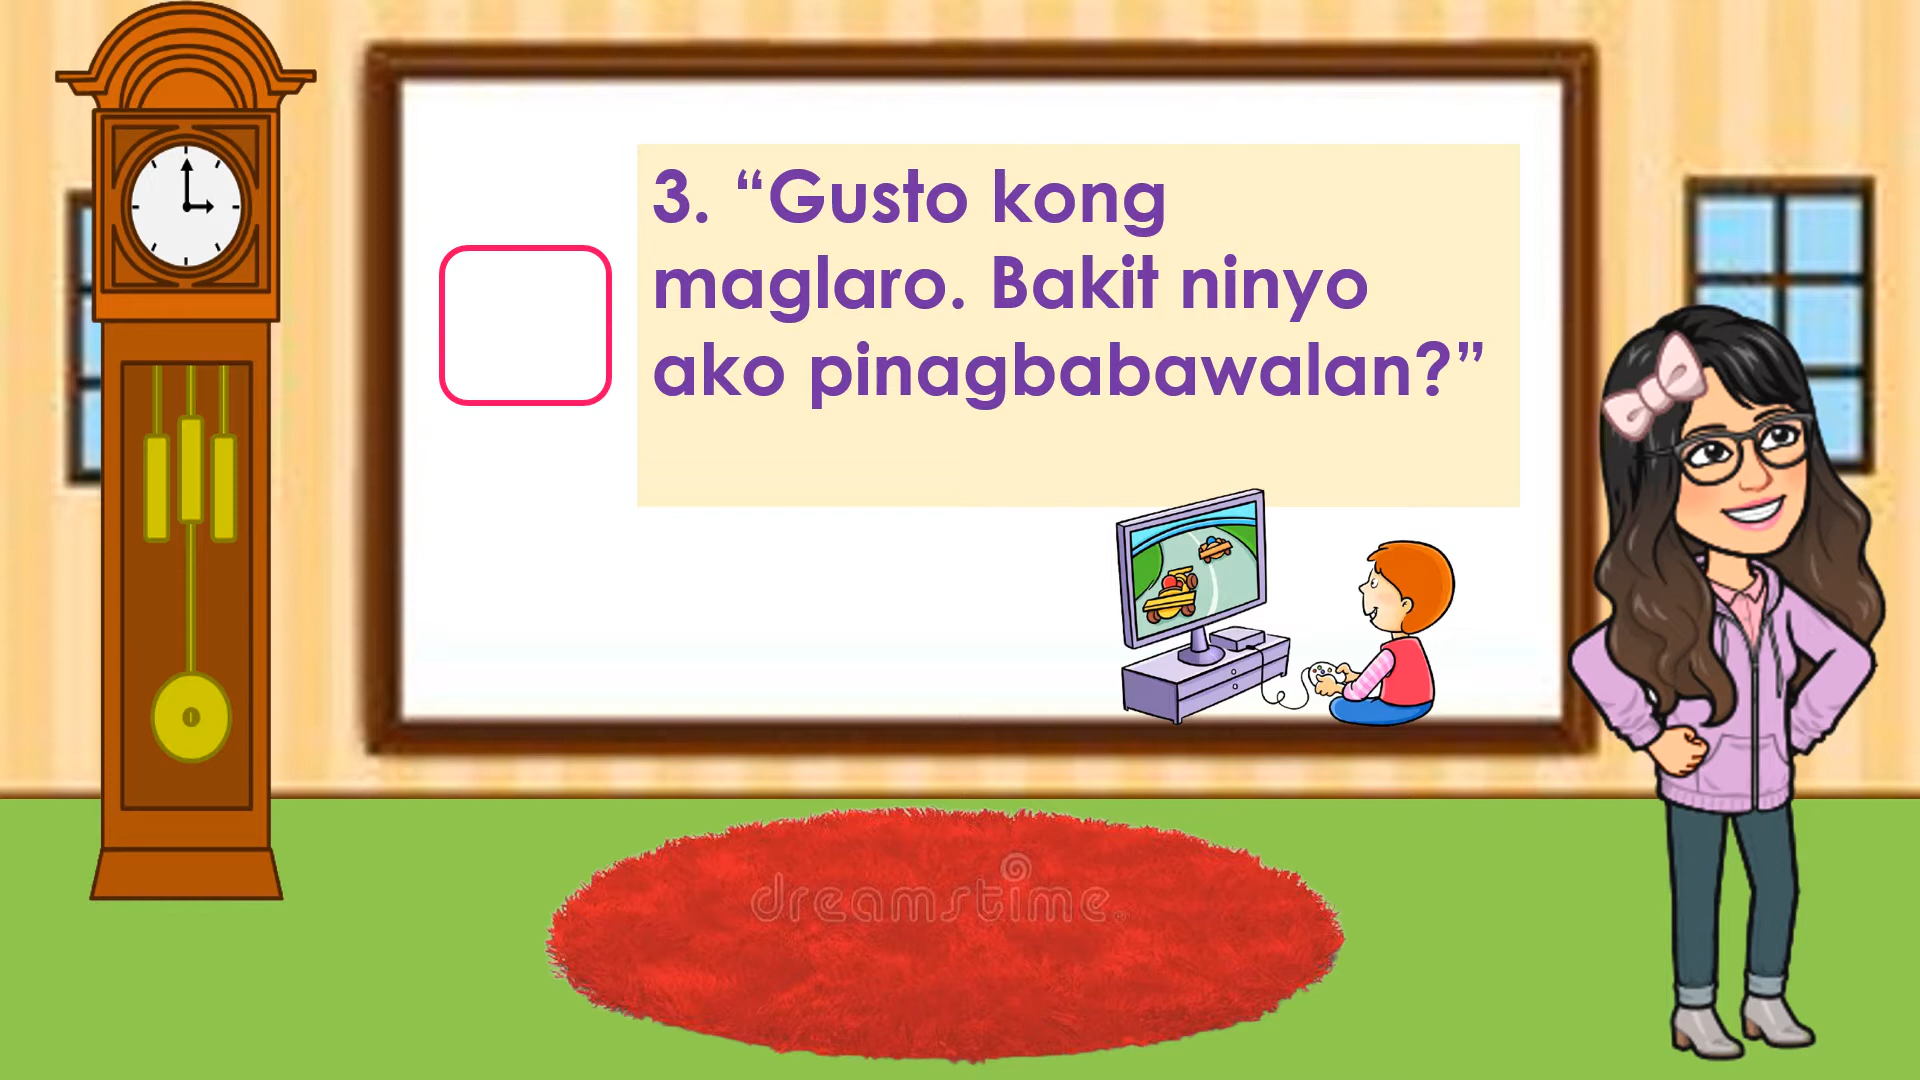 3. “Gusto kong
maglaro. Bakit ninyo
ako pinagbabawalan?”
dreamstime.